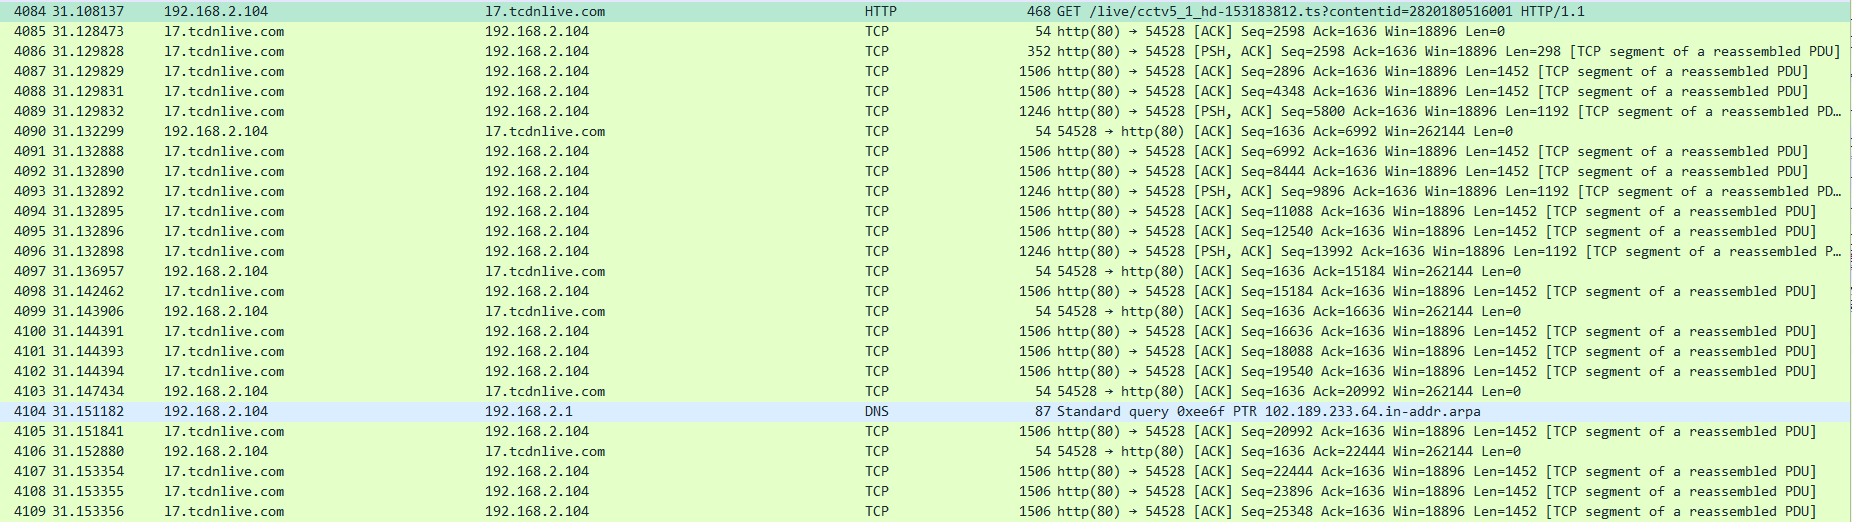 4084 31.108137 192.168.2.104 l7.tcdnlive.com HTTP 468 GET /live/cctv5_1_hd-153183812.ts?contentid=2820180516001 HTTP/1.1
4085 31.128473 l7.tcdnlive.com 192.168.2.104 TCP 54 http(80) → 54528 [ACK] Seq=2598 Ack=1636 Win=18896 Len=0
4086 31.129828 l7.tcdnlive.com 192.168.2.104 TCP 352 http(80) → 54528 [PSH, ACK] Seq=2598 Ack=1636 Win=18896 Len=298 [TCP segment of a reassembled PDU]
4087 31.129829 l7.tcdnlive.com 192.168.2.104 TCP 1506 http(80) → 54528 [ACK] Seq=2896 Ack=1636 Win=18896 Len=1452 [TCP segment of a reassembled PDU]
4088 31.129831 l7.tcdnlive.com 192.168.2.104 TCP 1506 http(80) → 54528 [ACK] Seq=4348 Ack=1636 Win=18896 Len=1452 [TCP segment of a reassembled PDU]
4089 31.129832 l7.tcdnlive.com 192.168.2.104 TCP 1246 http(80) → 54528 [PSH, ACK] Seq=5800 Ack=1636 Win=18896 Len=1192 [TCP segment of a reassembled PD…
4090 31.132299 192.168.2.104 l7.tcdnlive.com TCP 54 54528 → http(80) [ACK] Seq=1636 Ack=6992 Win=262144 Len=0
4091 31.132888 l7.tcdnlive.com 192.168.2.104 TCP 1506 http(80) → 54528 [ACK] Seq=6992 Ack=1636 Win=18896 Len=1452 [TCP segment of a reassembled PDU]
4092 31.132890 l7.tcdnlive.com 192.168.2.104 TCP 1506 http(80) → 54528 [ACK] Seq=8444 Ack=1636 Win=18896 Len=1452 [TCP segment of a reassembled PDU]
4093 31.132892 l7.tcdnlive.com 192.168.2.104 TCP 1246 http(80) → 54528 [PSH, ACK] Seq=9896 Ack=1636 Win=18896 Len=1192 [TCP segment of a reassembled PD…
4094 31.132895 l7.tcdnlive.com 192.168.2.104 TCP 1506 http(80) → 54528 [ACK] Seq=11088 Ack=1636 Win=18896 Len=1452 [TCP segment of a reassembled PDU]
4095 31.132896 l7.tcdnlive.com 192.168.2.104 TCP 1506 http(80) → 54528 [ACK] Seq=12540 Ack=1636 Win=18896 Len=1452 [TCP segment of a reassembled PDU]
4096 31.132898 l7.tcdnlive.com 192.168.2.104 TCP 1246 http(80) → 54528 [PSH, ACK] Seq=13992 Ack=1636 Win=18896 Len=1192 [TCP segment of a reassembled P…
4097 31.136957 192.168.2.104 l7.tcdnlive.com TCP 54 54528 → http(80) [ACK] Seq=1636 Ack=15184 Win=262144 Len=0
4098 31.142462 l7.tcdnlive.com 192.168.2.104 TCP 1506 http(80) → 54528 [ACK] Seq=15184 Ack=1636 Win=18896 Len=1452 [TCP segment of a reassembled PDU]
4099 31.143906 192.168.2.104 l7.tcdnlive.com TCP 54 54528 → http(80) [ACK] Seq=1636 Ack=16636 Win=262144 Len=0
4100 31.144391 l7.tcdnlive.com 192.168.2.104 TCP 1506 http(80) → 54528 [ACK] Seq=16636 Ack=1636 Win=18896 Len=1452 [TCP segment of a reassembled PDU]
4101 31.144393 l7.tcdnlive.com 192.168.2.104 TCP 1506 http(80) → 54528 [ACK] Seq=18088 Ack=1636 Win=18896 Len=1452 [TCP segment of a reassembled PDU]
4102 31.144394 l7.tcdnlive.com 192.168.2.104 TCP 1506 http(80) → 54528 [ACK] Seq=19540 Ack=1636 Win=18896 Len=1452 [TCP segment of a reassembled PDU]
4103 31.147434 192.168.2.104 l7.tcdnlive.com TCP 54 54528 → http(80) [ACK] Seq=1636 Ack=20992 Win=262144 Len=0
4104 31.151182 192.168.2.104 192.168.2.1 DNS 87 Standard query 0xee6f PTR 102.189.233.64.in-addr.arpa
4105 31.151841 l7.tcdnlive.com 192.168.2.104 TCP 1506 http(80) → 54528 [ACK] Seq=20992 Ack=1636 Win=18896 Len=1452 [TCP segment of a reassembled PDU]
4106 31.152880 192.168.2.104 l7.tcdnlive.com TCP 54 54528 → http(80) [ACK] Seq=1636 Ack=22444 Win=262144 Len=0
4107 31.153354 l7.tcdnlive.com 192.168.2.104 TCP 1506 http(80) → 54528 [ACK] Seq=22444 Ack=1636 Win=18896 Len=1452 [TCP segment of a reassembled PDU]
4108 31.153355 l7.tcdnlive.com 192.168.2.104 TCP 1506 http(80) → 54528 [ACK] Seq=23896 Ack=1636 Win=18896 Len=1452 [TCP segment of a reassembled PDU]
4109 31.153356 l7.tcdnlive.com 192.168.2.104 TCP 1506 http(80) → 54528 [ACK] Seq=25348 Ack=1636 Win=18896 Len=1452 [TCP segment of a reassembled PDU]